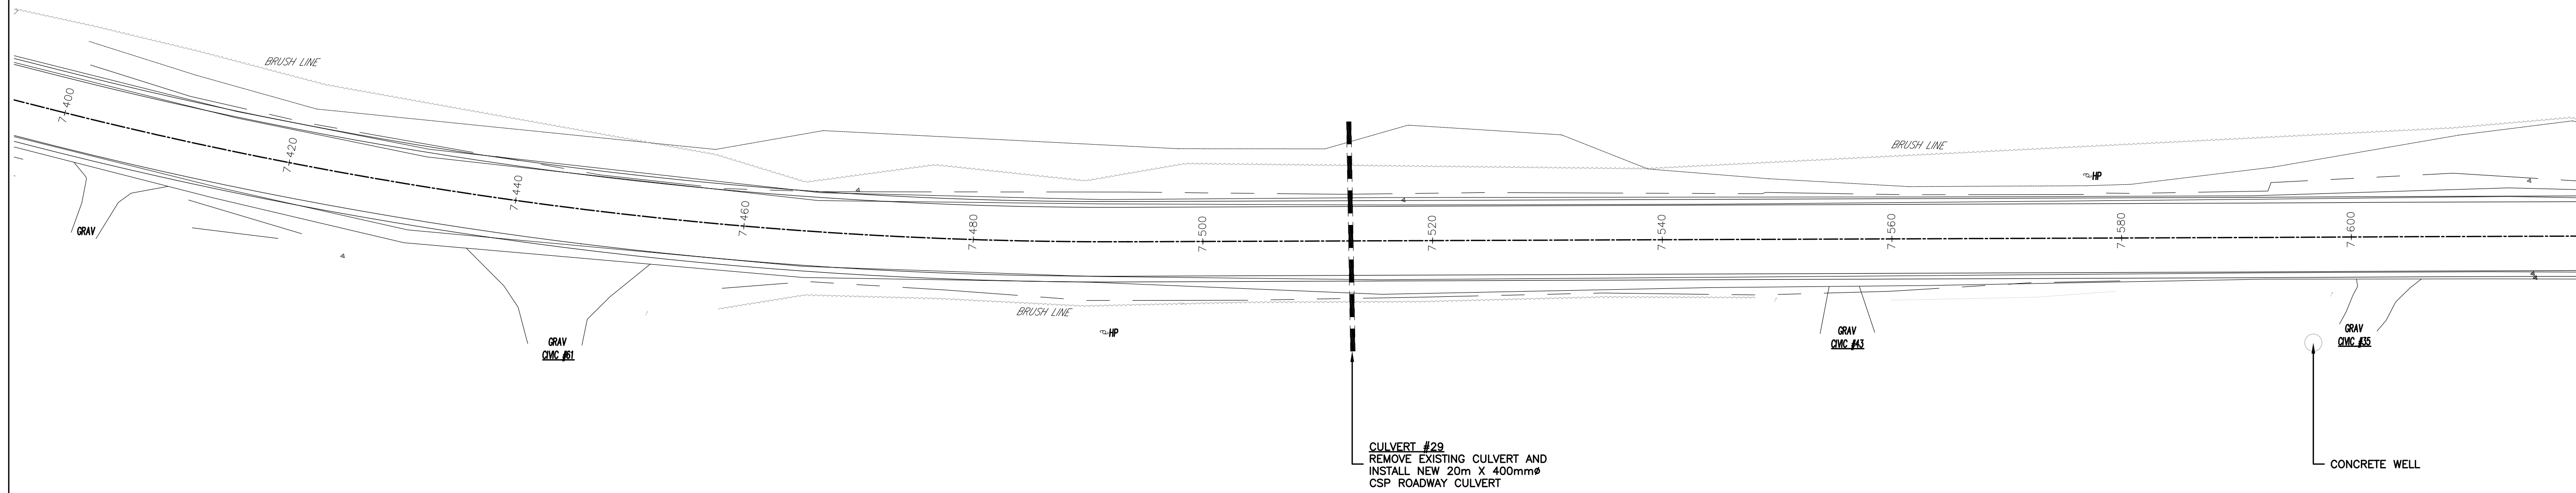 BRUSH LINE
7+400
7+420
7+440
7+460
7+480
7+500
7+520
7+540
7+560
7+580
7+600
BRUSH LINE
HP
GRAV
BRUSH LINE
HP
GRAV
CIVIC #61
GRAV
CIVIC #43
GRAV
CIVIC #35
CULVERT #29
REMOVE EXISTING CULVERT AND
INSTALL NEW 20m X 400mmø
CSP ROADWAY CULVERT
CONCRETE WELL